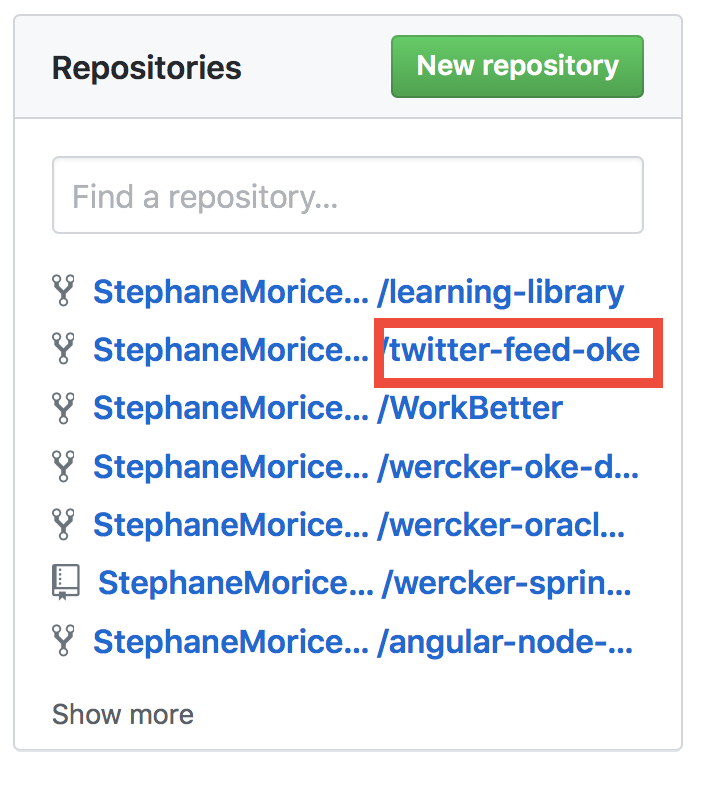 Repositories
New repository
Find a repository...
StephaneMorice... /learning-library
StephaneMorice... /twitter-feed-oke
StephaneMorice... /WorkBetter
StephaneMorice... /wercker-oke-d...
StephaneMorice... /wercker-oracl...
StephaneMorice... /wercker-sprin...
StephaneMorice... /angular-node-...
Show more